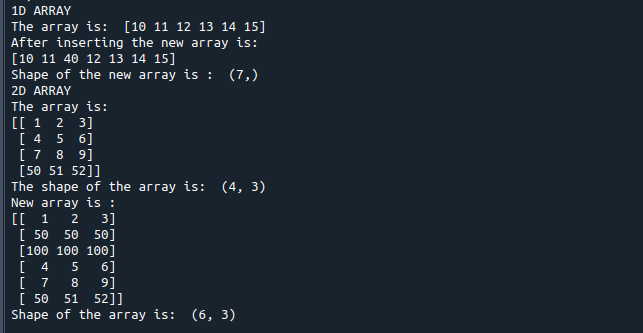 1D ARRAY
The array is:  [10 11 12 13 14 15]
After inserting the new array is:
[10 11 40 12 13 14 15]
Shape of the new array is :  (7,)
2D ARRAY
The array is:
[[ 1  2  3]
 [ 4  5  6]
 [ 7  8  9]
 [50 51 52]]
The shape of the array is:  (4, 3)
New array is :
[[  1   2   3]
 [ 50  50  50]
 [100 100 100]
 [  4   5   6]
 [  7   8   9]
 [ 50  51  52]]
Shape of the array is:  (6, 3)